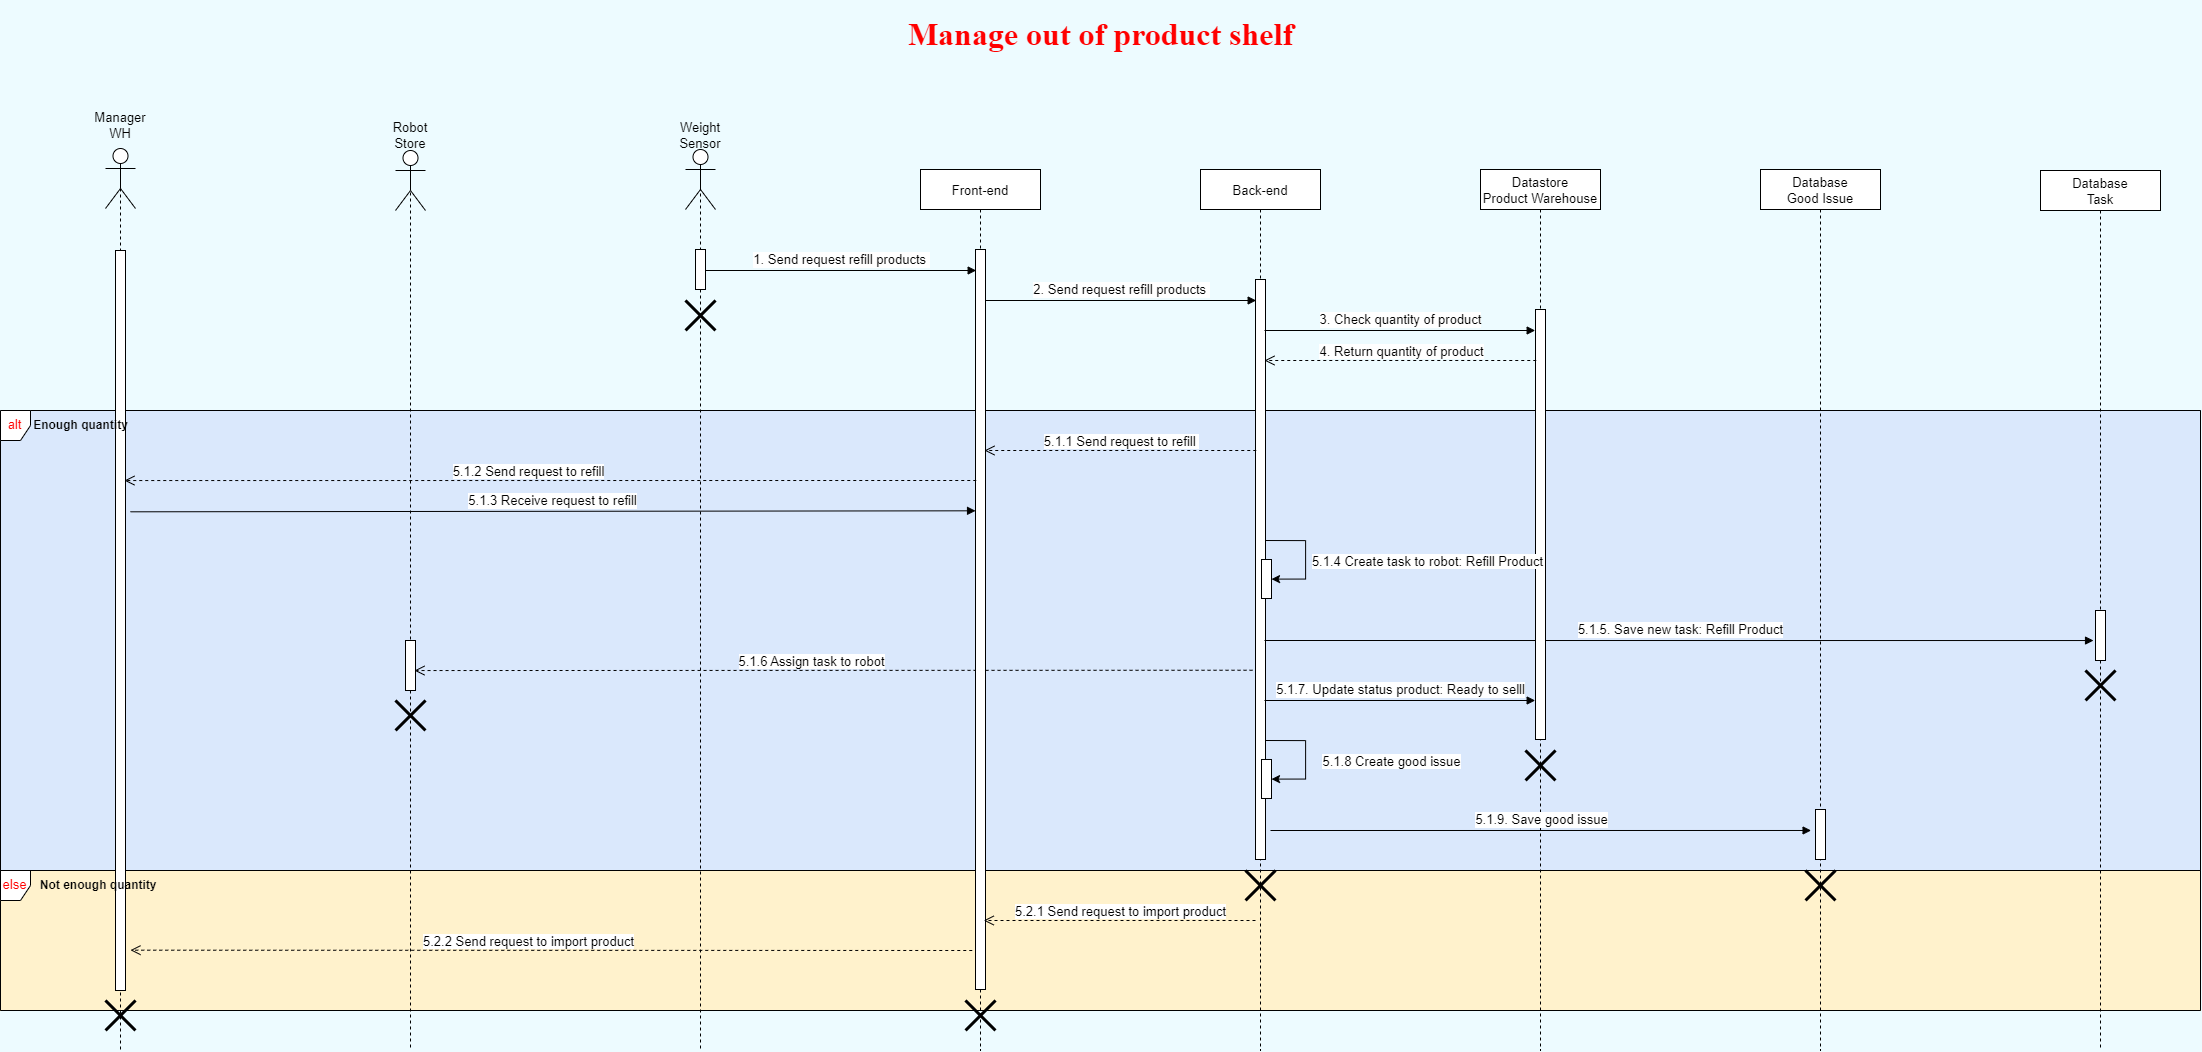 Manage out of product shelf
Manager
WH
Robot
Store
Weight
Sensor
Front-end
Back-end
Datastore
Product Warehouse
Database
Good Issue
Database
Task
1. Send request refill products
2. Send request refill products
3. Check quantity of product
4. Return quantity of product
alt
Enough quantity
5.1.1 Send request to refill
5.1.2 Send request to refill
5.1.3 Receive request to refill
5.1.4 Create task to robot: Refill Product
5.1.5. Save new task: Refill Product
5.1.6 Assign task to robot
5.1.7. Update status product: Ready to selll
5.1.8 Create good issue
5.1.9. Save good issue
else
Not enough quantity
5.2.1 Send request to import product
5.2.2 Send request to import product